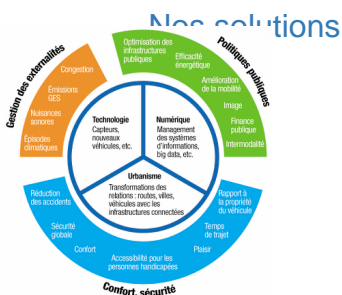 Nos solutions
Gestion des externalités
Congestion
Émissions
GES
Nuisances
sonores
Épisodes
climatiques
Politiques publiques
Optimisation des
infrastructures
publiques
Efficacité
énergétique
Amélioration
de la mobilité
Image
Finance
publique
Intermodalité
Technologie
Capteurs,
nouveaux
véhicules, etc.
Numérique
Management
des systèmes
d'informations,
big data, etc.
Urbanisme
Transformations des
relations : routes, villes,
véhicules avec les
infrastructures connectées
Réduction
des accidents
Sécurité
globale
Confort
Accessibilité pour les
personnes handicapées
Plaisir
Temps
de trajet
Rapport à
la propriété
du véhicule
Confort, sécurité